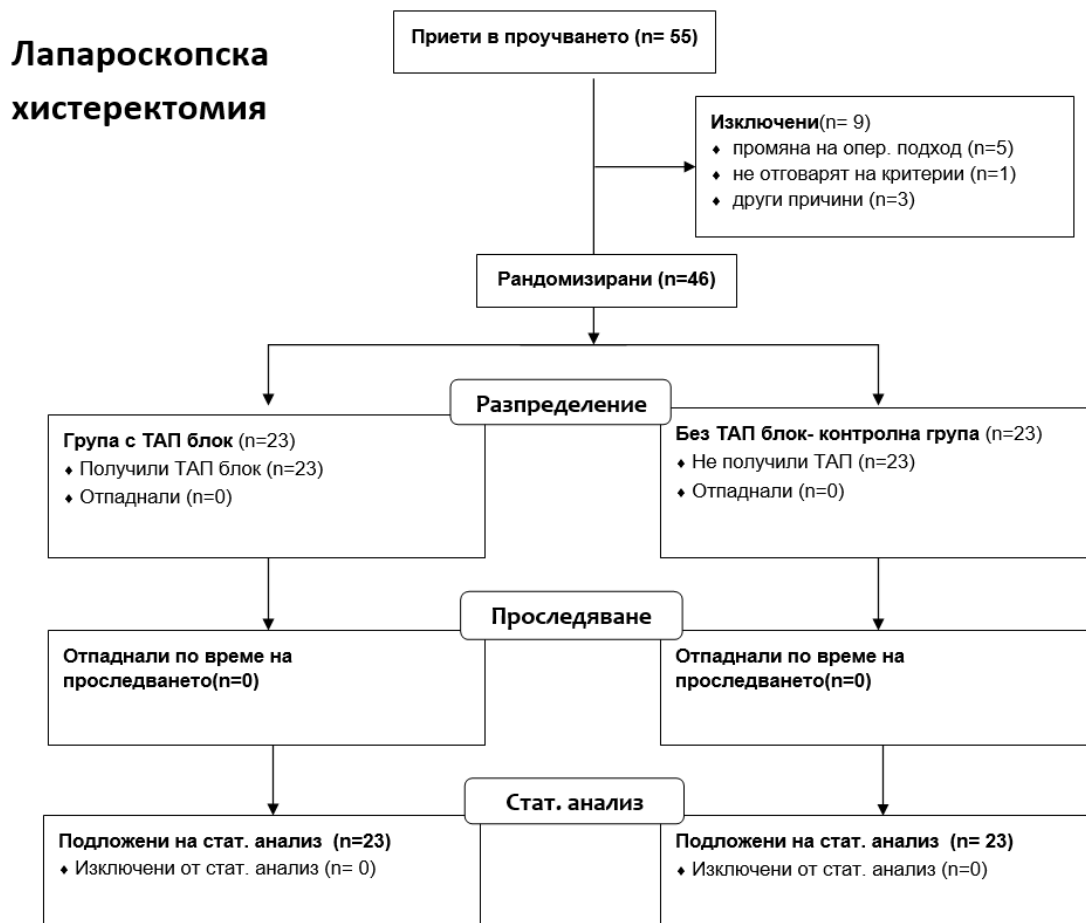 Лапароскопска
хистеректомия
Приети в проучването (n= 55)
Изключени(n= 9)
♦ промяна на опер. подход (n=5)
♦ не отговарят на критерии (n=1)
♦ други причини (n=3)
Рандомизирани (n=46)
Разпределение
Група с ТАП блок (n=23)
♦ Получили ТАП блок (n=23)
♦ Отпаднали (n=0)
Без ТАП блок- контролна група (n=23)
♦ Не получили ТАП (n=23)
♦ Отпаднали (n=0)
Проследяване
Отпаднали по време на
проследването(n=0)
Отпаднали по време на
проследването(n=0)
Стат. анализ
Подложени на стат. анализ (n=23)
♦ Изключени от стат. анализ (n= 0)
Подложени на стат. анализ (n= 23)
♦ Изключени от стат. анализ (n=0)